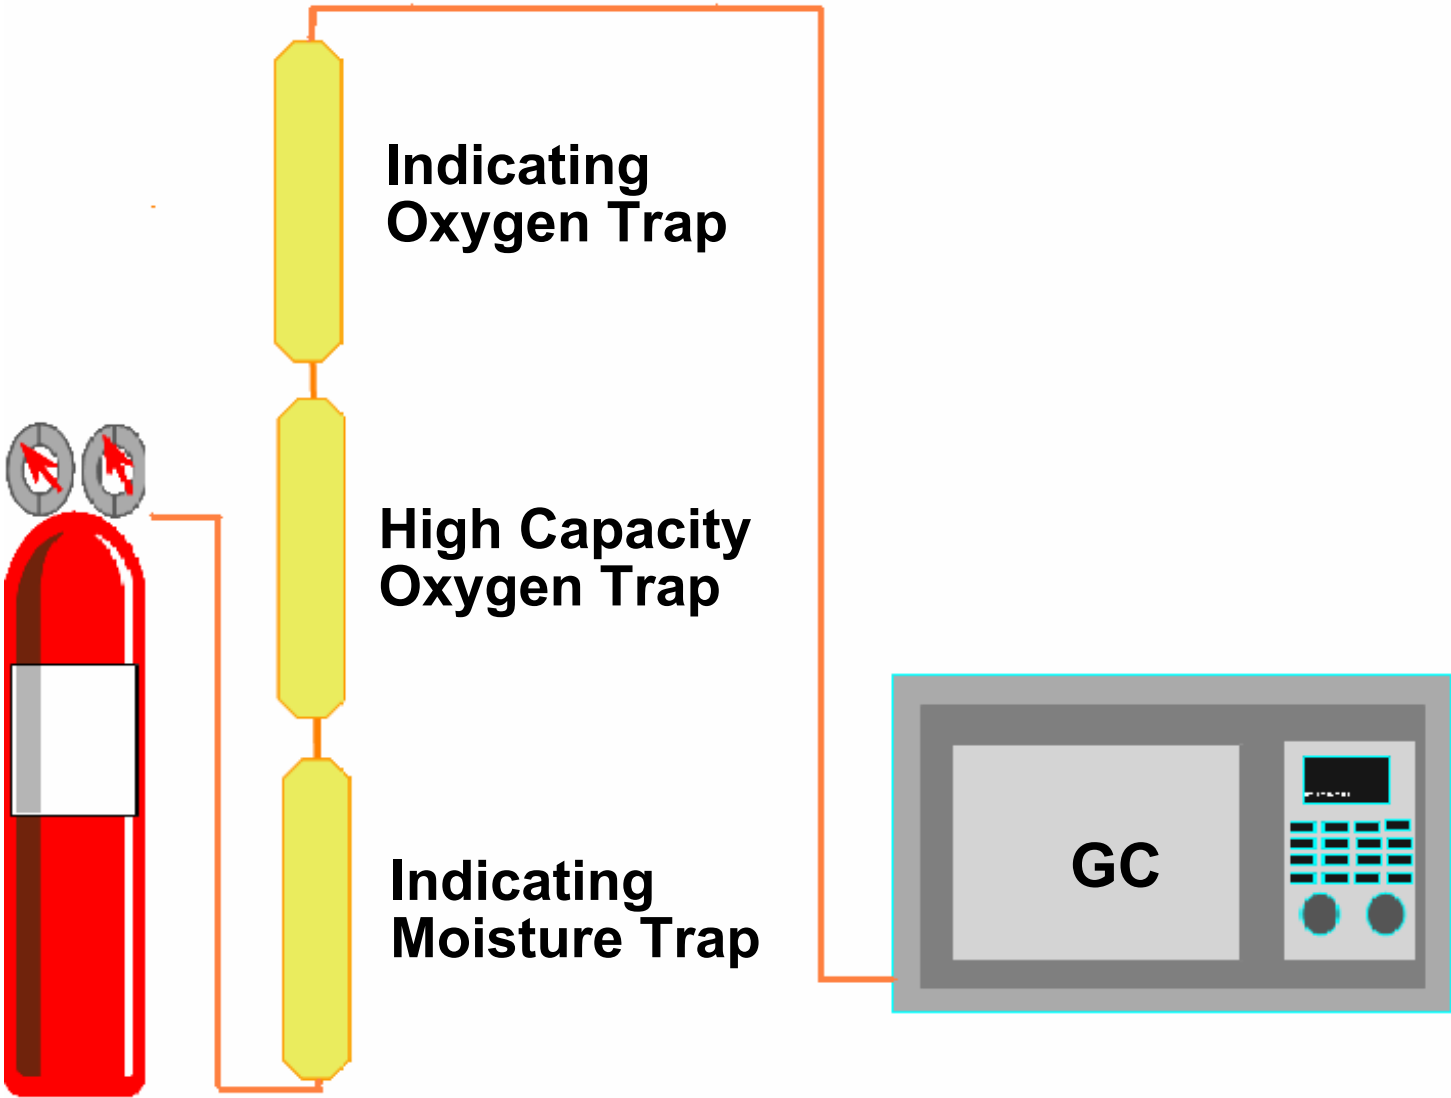 Indicating
Oxygen Trap
High Capacity
Oxygen Trap
Indicating
Moisture Trap
GC